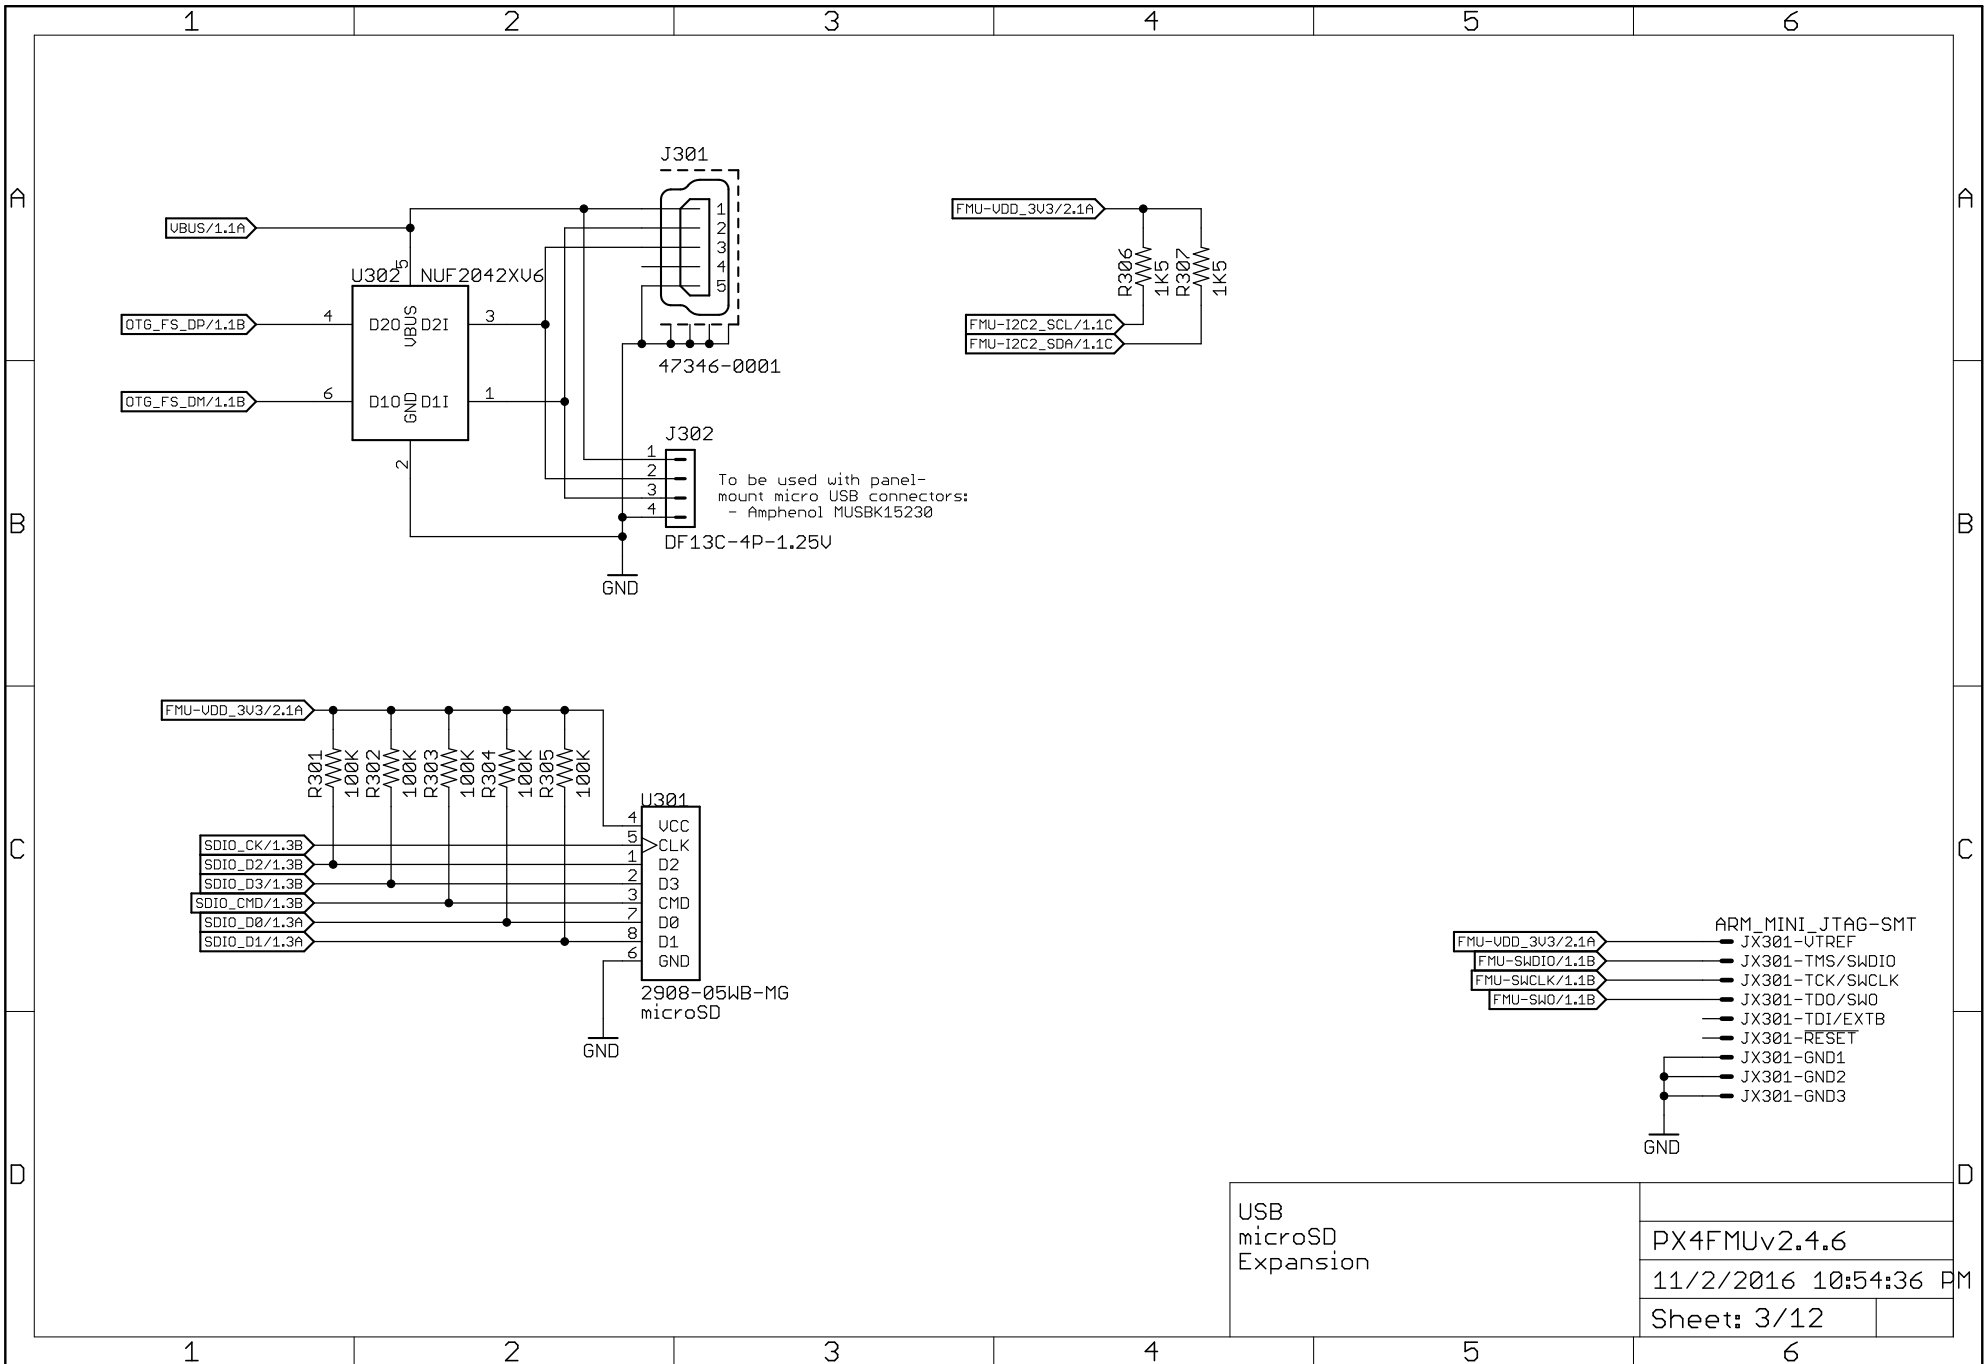 1 2 3 4 5 6
A A
B B
C C
D D
J301
1
2
3
4
5
47346-0001
VBUS/1.1A
U302 NUF2042XV6
5
OTG_FS_DP/1.1B 4 D2O VBUS D2I 3
OTG_FS_DM/1.1B 6 D1O GND D1I 1
2
J302
1
2
3
4
To be used with panel-
mount micro USB connectors:
- Amphenol MUSBK15230
DF13C-4P-1.25V
GND
FMU-VDD_3V3/2.1A
R306 1K5 R307 1K5
FMU-I2C2_SCL/1.1C
FMU-I2C2_SDA/1.1C
FMU-VDD_3V3/2.1A
R301 100K R302 100K R303 100K R304 100K R305 100K
U301
4 VCC
SDIO_CK/1.3B 5 CLK
SDIO_D2/1.3B 1 D2
SDIO_D3/1.3B 2 D3
SDIO_CMD/1.3B 3 CMD
SDIO_D0/1.3A 7 D0
SDIO_D1/1.3A 8 D1
6 GND
2908-05WB-MG
microSD
GND
ARM_MINI_JTAG-SMT
FMU-VDD_3V3/2.1A JX301-VTREF
FMU-SWDIO/1.1B JX301-TMS/SWDIO
FMU-SWCLK/1.1B JX301-TCK/SWCLK
FMU-SWO/1.1B JX301-TDO/SWO
JX301-TDI/EXTB
JX301-RESET
JX301-GND1
JX301-GND2
JX301-GND3
GND
USB
microSD
Expansion
PX4FMUv2.4.6
11/2/2016 10:54:36 PM
Sheet: 3/12
1 2 3 4 5 6